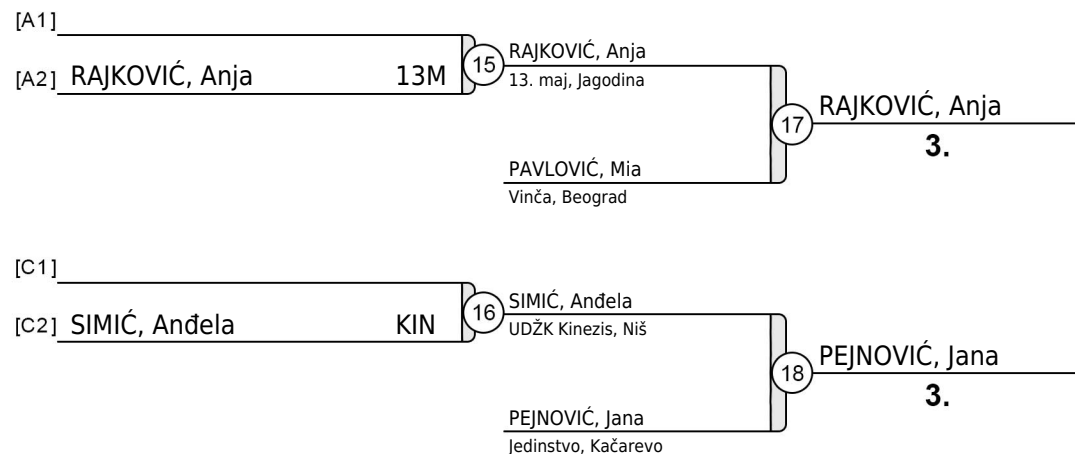 [A1]
[A2] RAJKOVIĆ, Anja 13M
15
RAJKOVIĆ, Anja
13. maj, Jagodina
17
RAJKOVIĆ, Anja
3.
PAVLOVIĆ, Mia
Vinča, Beograd
[C1]
[C2] SIMIĆ, Anđela KIN
16
SIMIĆ, Anđela
UDŽK Kinezis, Niš
18
PEJNOVIĆ, Jana
3.
PEJNOVIĆ, Jana
Jedinstvo, Kačarevo